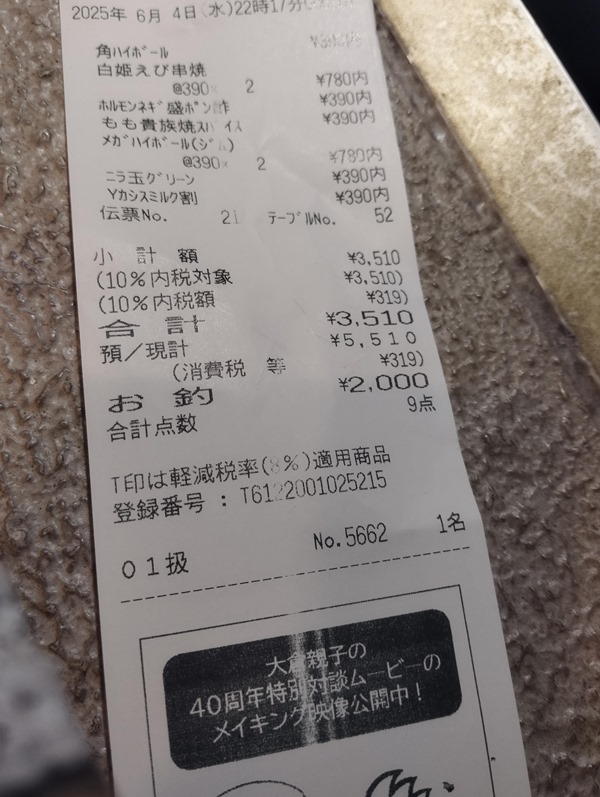 2025年 6月 4日(水)22時17分
角ハイボール ¥390内
白姫えび串焼
@390× 2 ¥780内
ホルモンネギ盛ポン酢 ¥390内
もも貴族焼スパイス ¥390内
メガハイボール(ジム)
@390× 2 ¥780内
ニラ玉グリーン ¥390内
Yカシスミルク割 ¥390内
伝票No. 21 テーブルNo. 52
小 計 額 ¥3,510
(10%内税対象 ¥3,510)
(10%内税額 ¥319)
合 計 ¥3,510
預/現計 ¥5,510
(消費税 等 ¥319)
お 釣 ¥2,000
合計点数 9点
T印は軽減税率(8%)適用商品
登録番号 : T6122001025215
01扱 No.5662 1名
大倉親子の
40周年特別対談ムービーの
メイキング映像公開中!